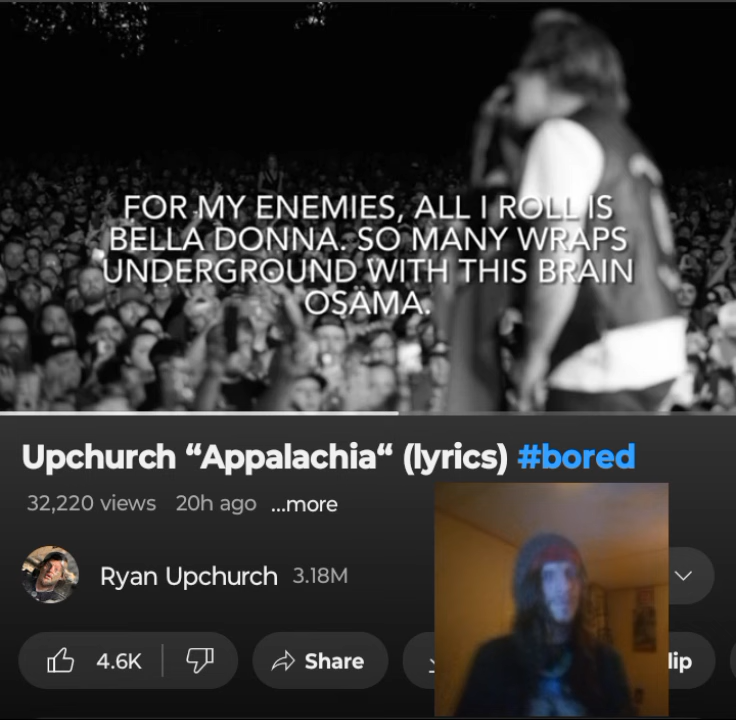 FOR MY ENEMIES, ALL I ROLL IS
BELLA DONNA. SO MANY WRAPS
UNDERGROUND WITH THIS BRAIN
OSAMA.
Upchurch “Appalachia“ (lyrics) #bored
32,220 views 20h ago ...more
Ryan Upchurch 3.18M
4.6K Share lip